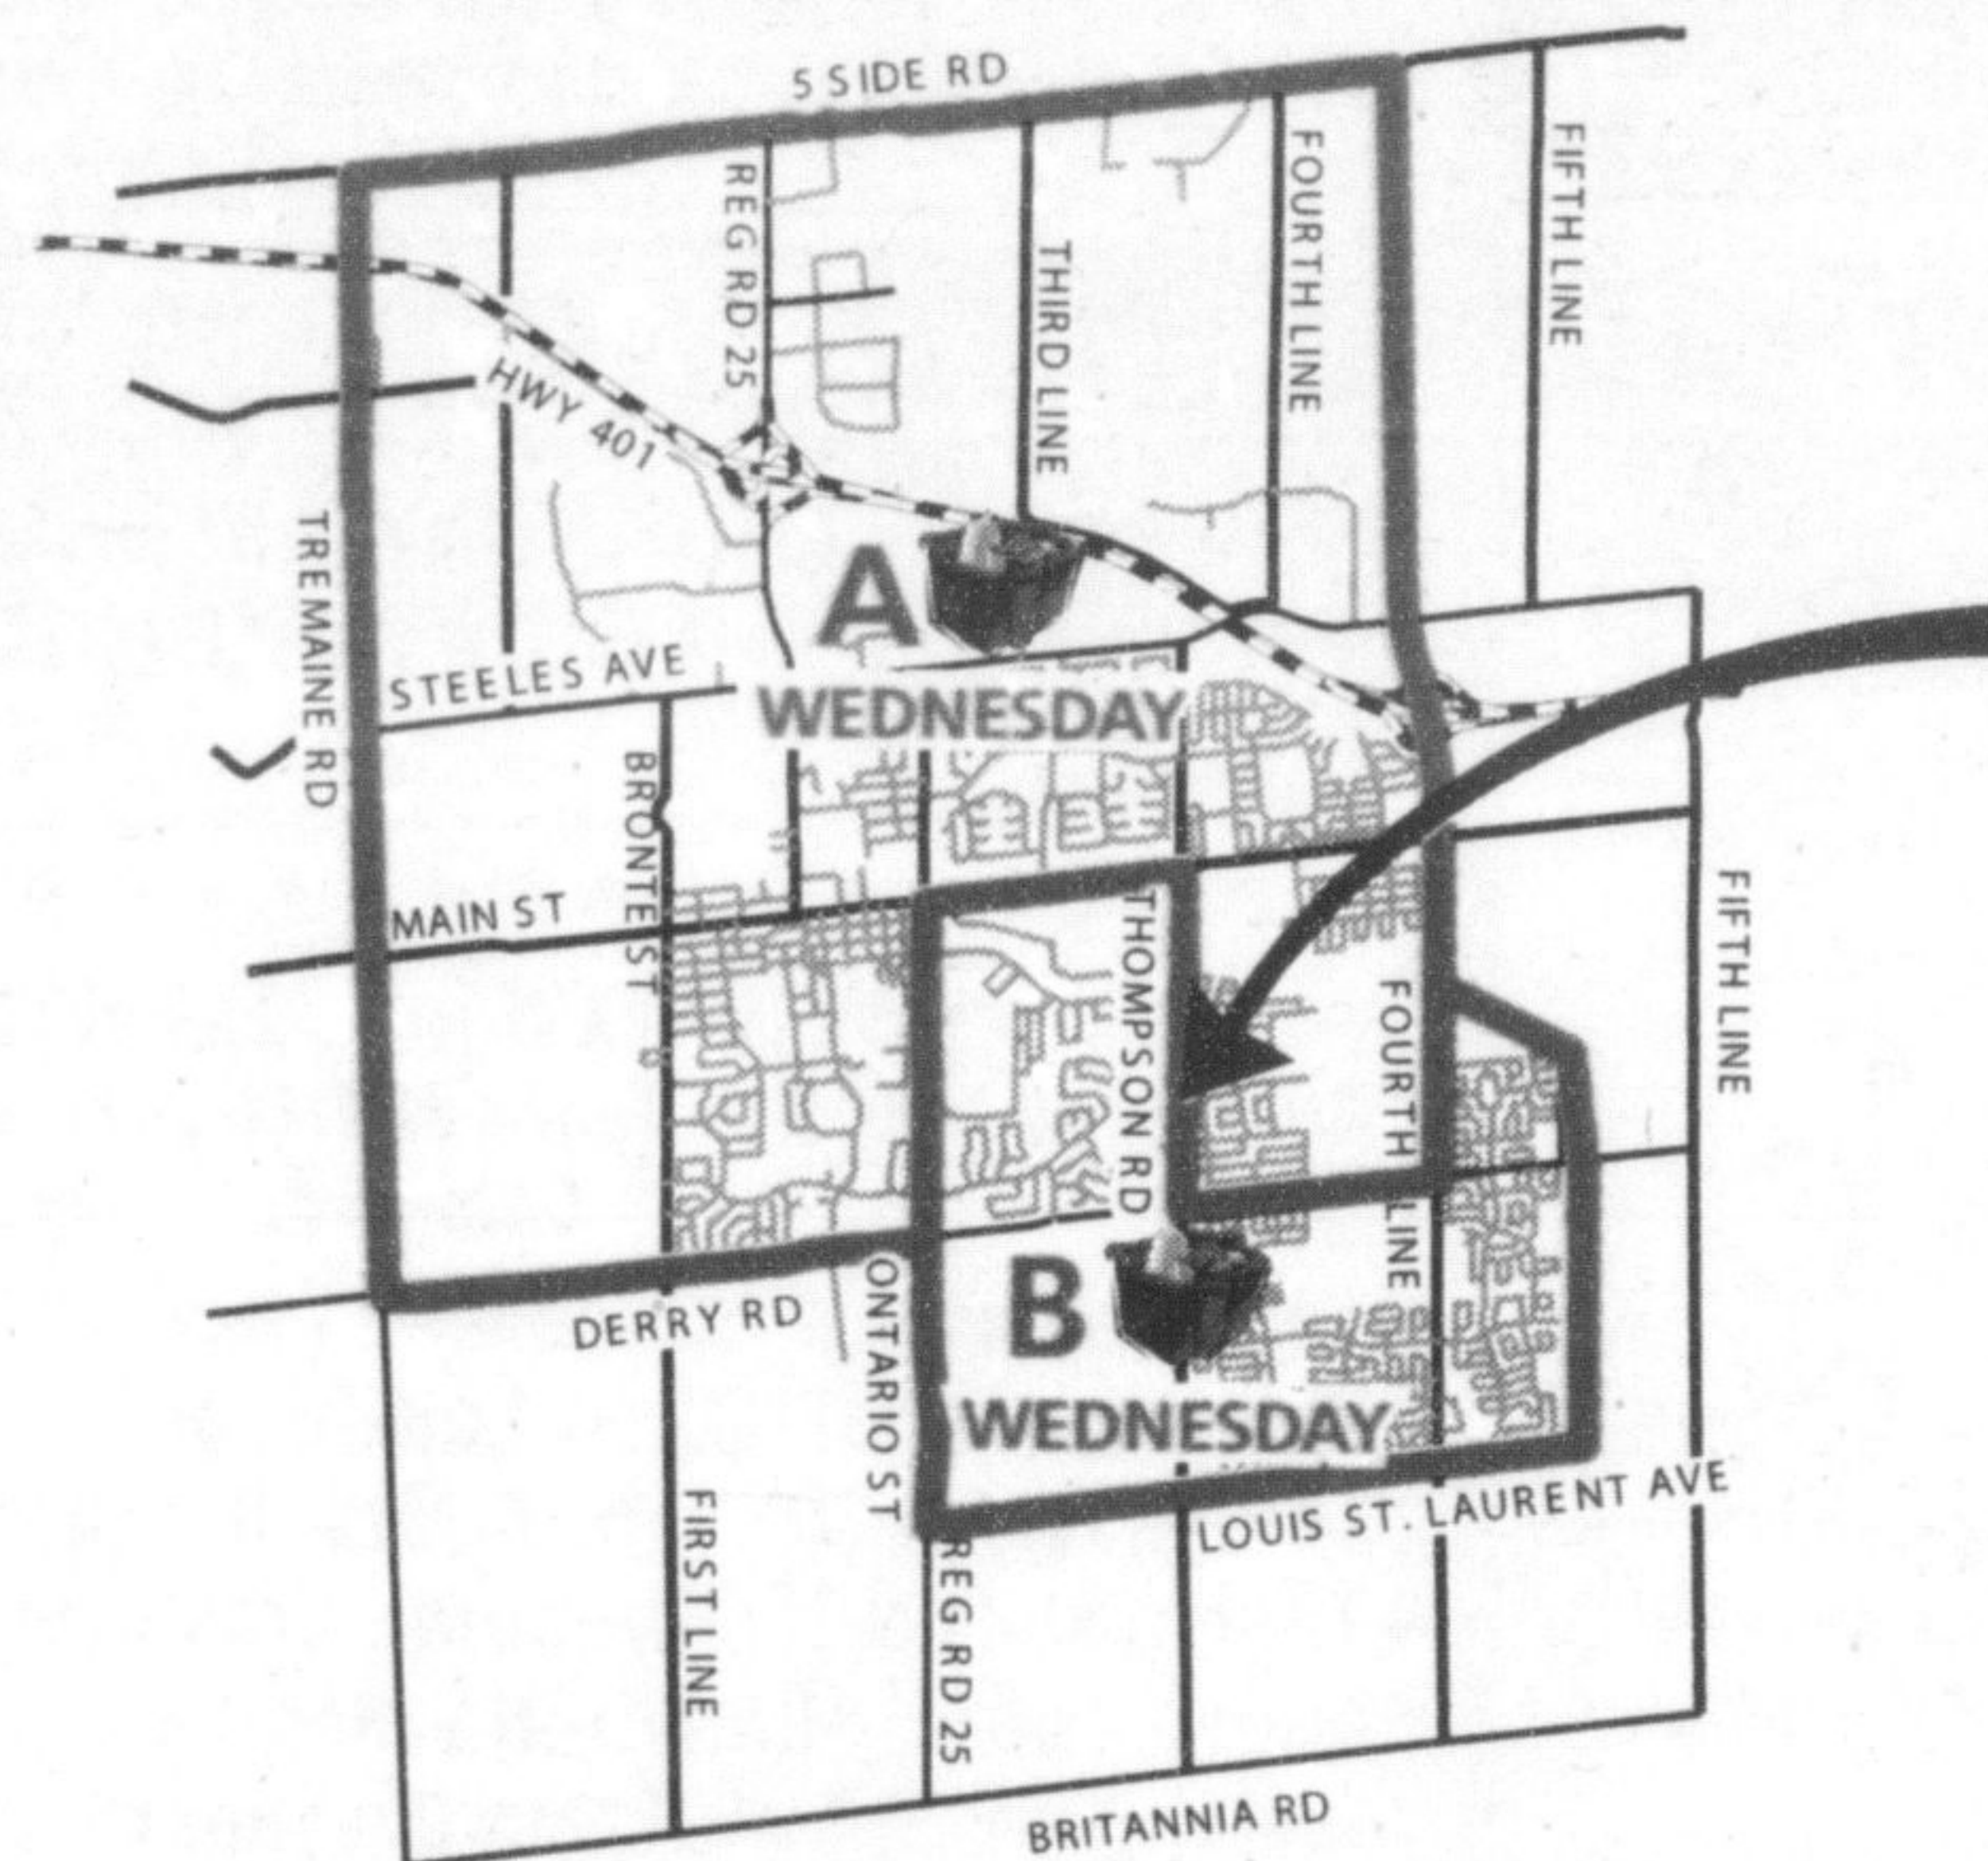 5 SIDE RD
REG RD 25
THIRD LINE
FOURTH LINE
FIFTH LINE
HWY 401
TREMAINE RD
A
STEELES AVE
WEDNESDAY
BRONTE ST
MAIN ST
THOMPSON RD
FOURTH LINE
FIFTH LINE
DERRY RD
ONTARIO ST
B
WEDNESDAY
FIRST LINE
LOUIS ST. LAURENT AVE
REG RD 25
BRITANNIA RD